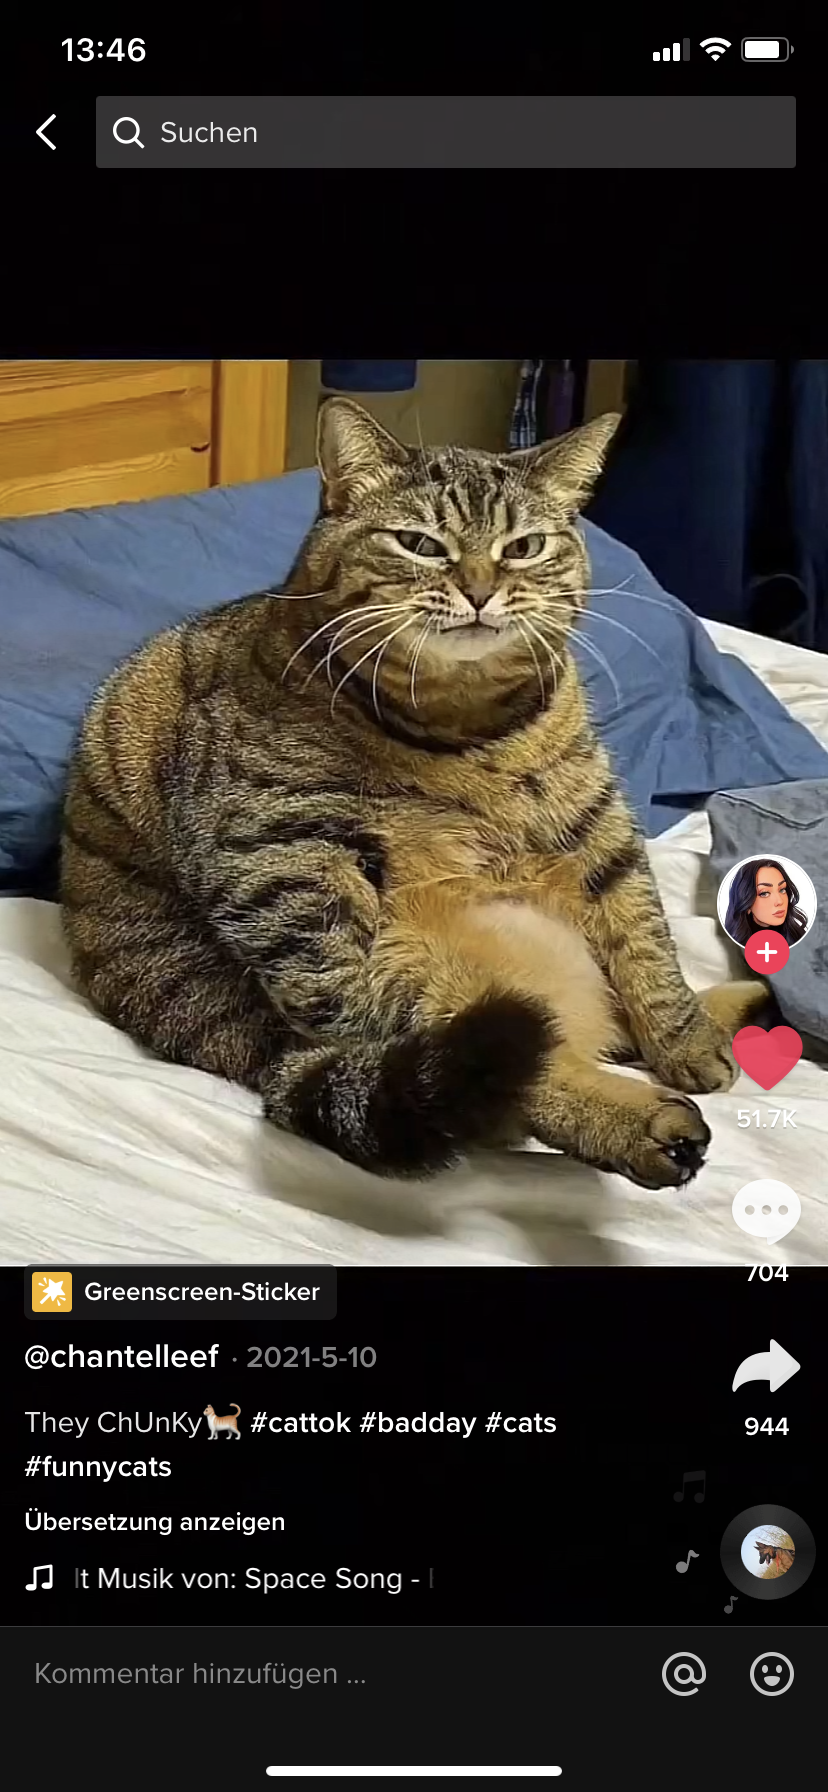 13:46
Suchen
51.7K
704
Greenscreen-Sticker
@chantelleef · 2021-5-10
944
They ChUnKy🐈 #cattok #badday #cats
#funnycats
Übersetzung anzeigen
lt Musik von: Space Song -
Kommentar hinzufügen ...